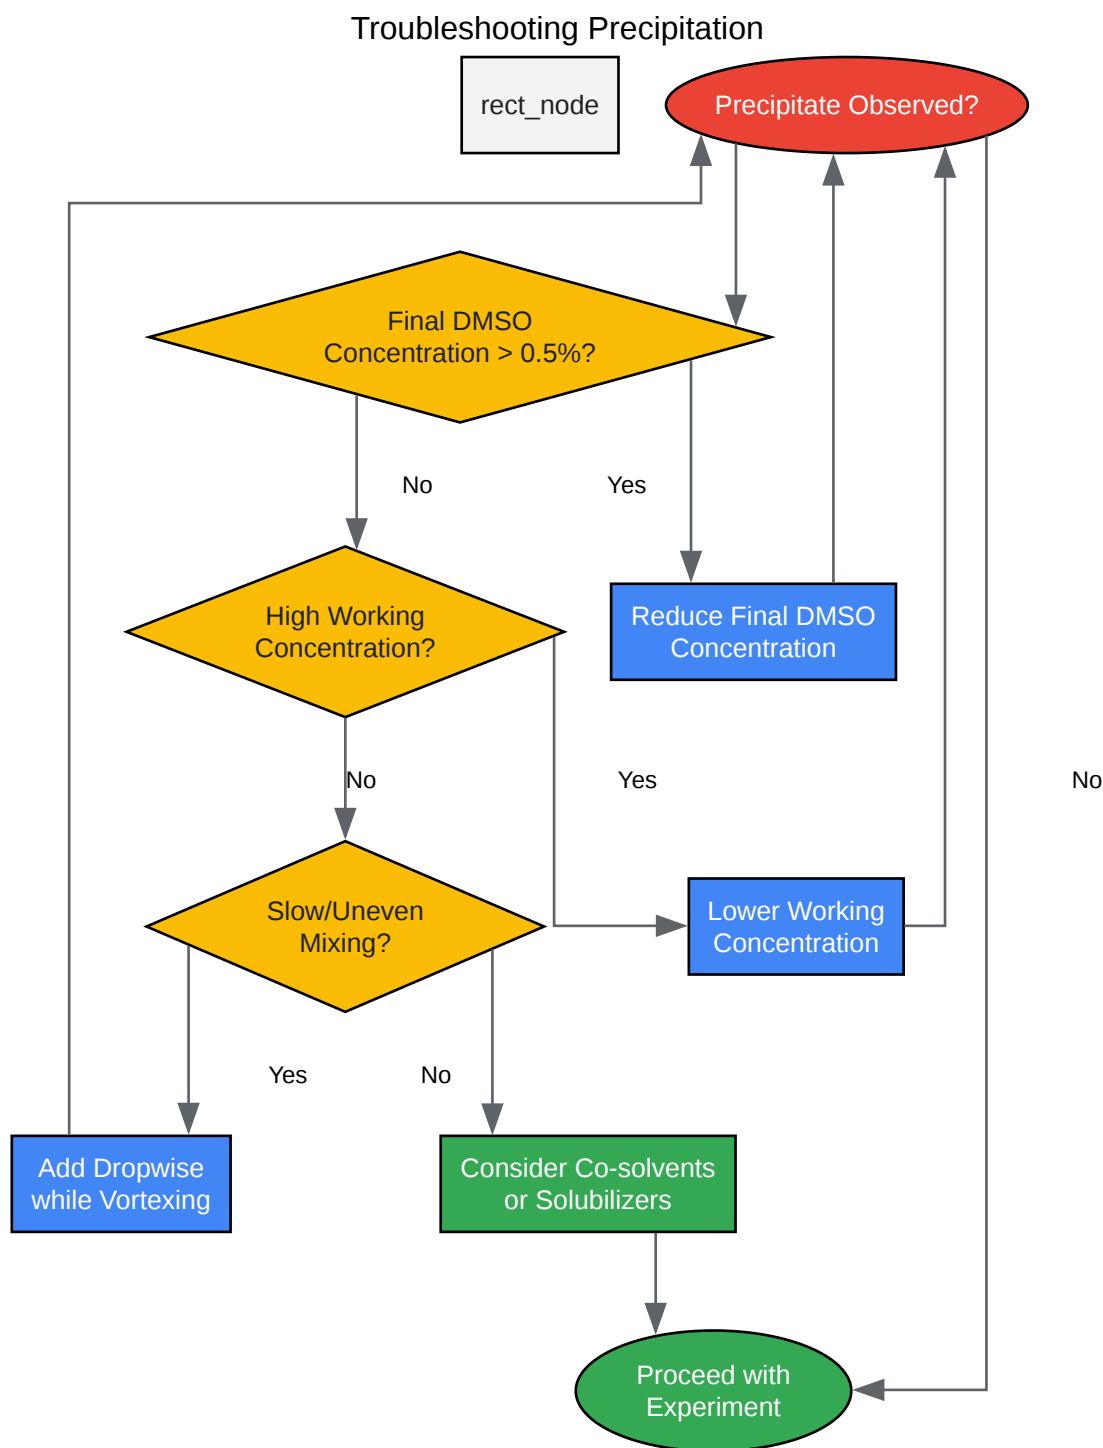 Troubleshooting Precipitation
rect_node
Precipitate Observed?
Final DMSO
Concentration > 0.5%?
No
Yes
High Working
Concentration?
Reduce Final DMSO
Concentration
No
Yes
No
Slow/Uneven
Mixing?
Lower Working
Concentration
Yes
No
Add Dropwise
while Vortexing
Consider Co-solvents
or Solubilizers
Proceed with
Experiment